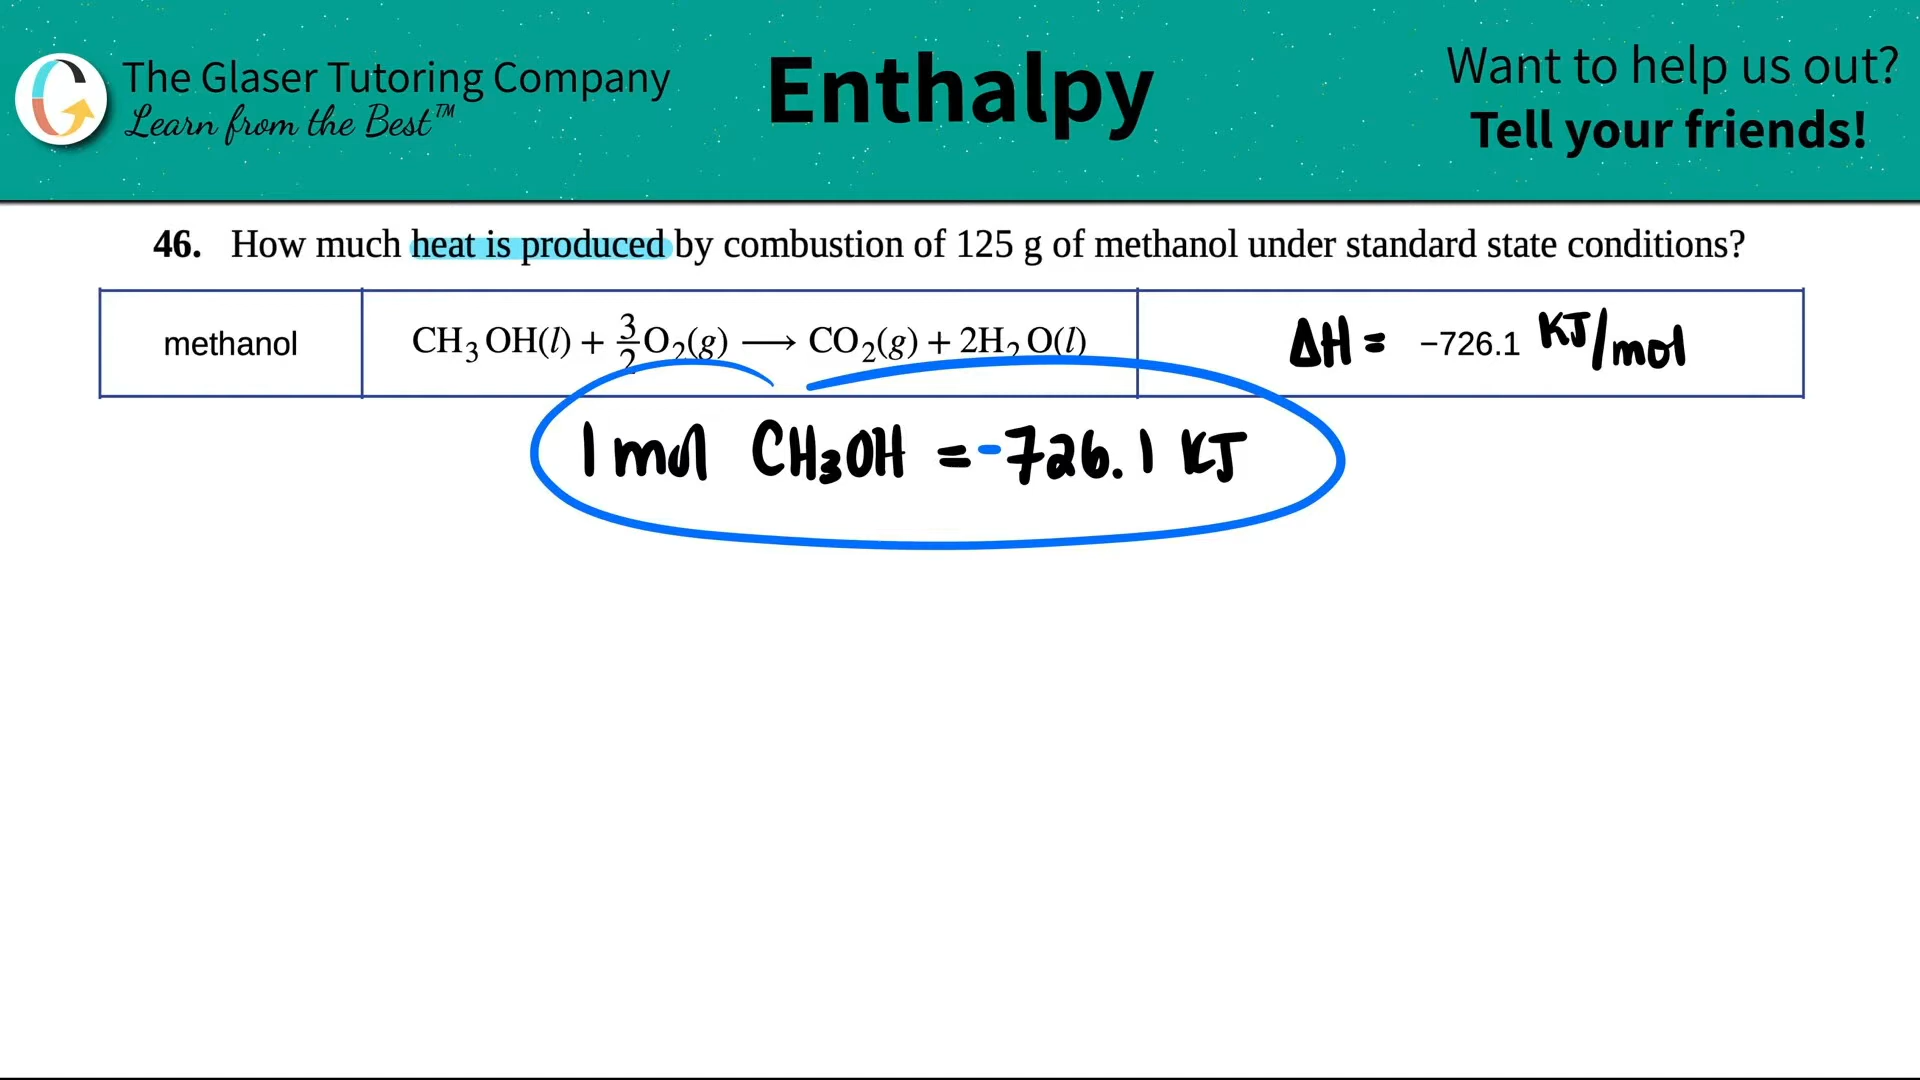 The Glaser Tutoring Company
Learn from the Best™
Enthalpy
Want to help us out?
Tell your friends!
46. How much heat is produced by combustion of 125 g of methanol under standard state conditions?
methanol
CH₃OH(l) + 3/2 O₂(g) ⟶ CO₂(g) + 2H₂O(l)
ΔH = −726.1 KJ/mol
1 mol CH₃OH = -726.1 KJ